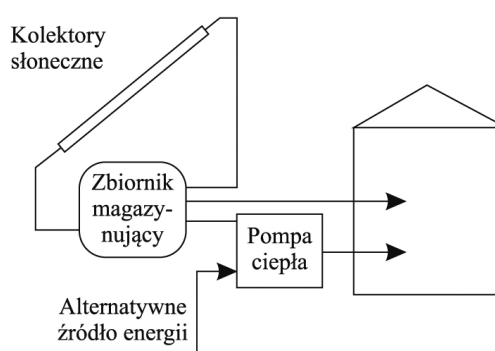 Kolektory
słoneczne
Zbiornik
magazy-
nujący
Pompa
ciepła
Alternatywne
źródło energii